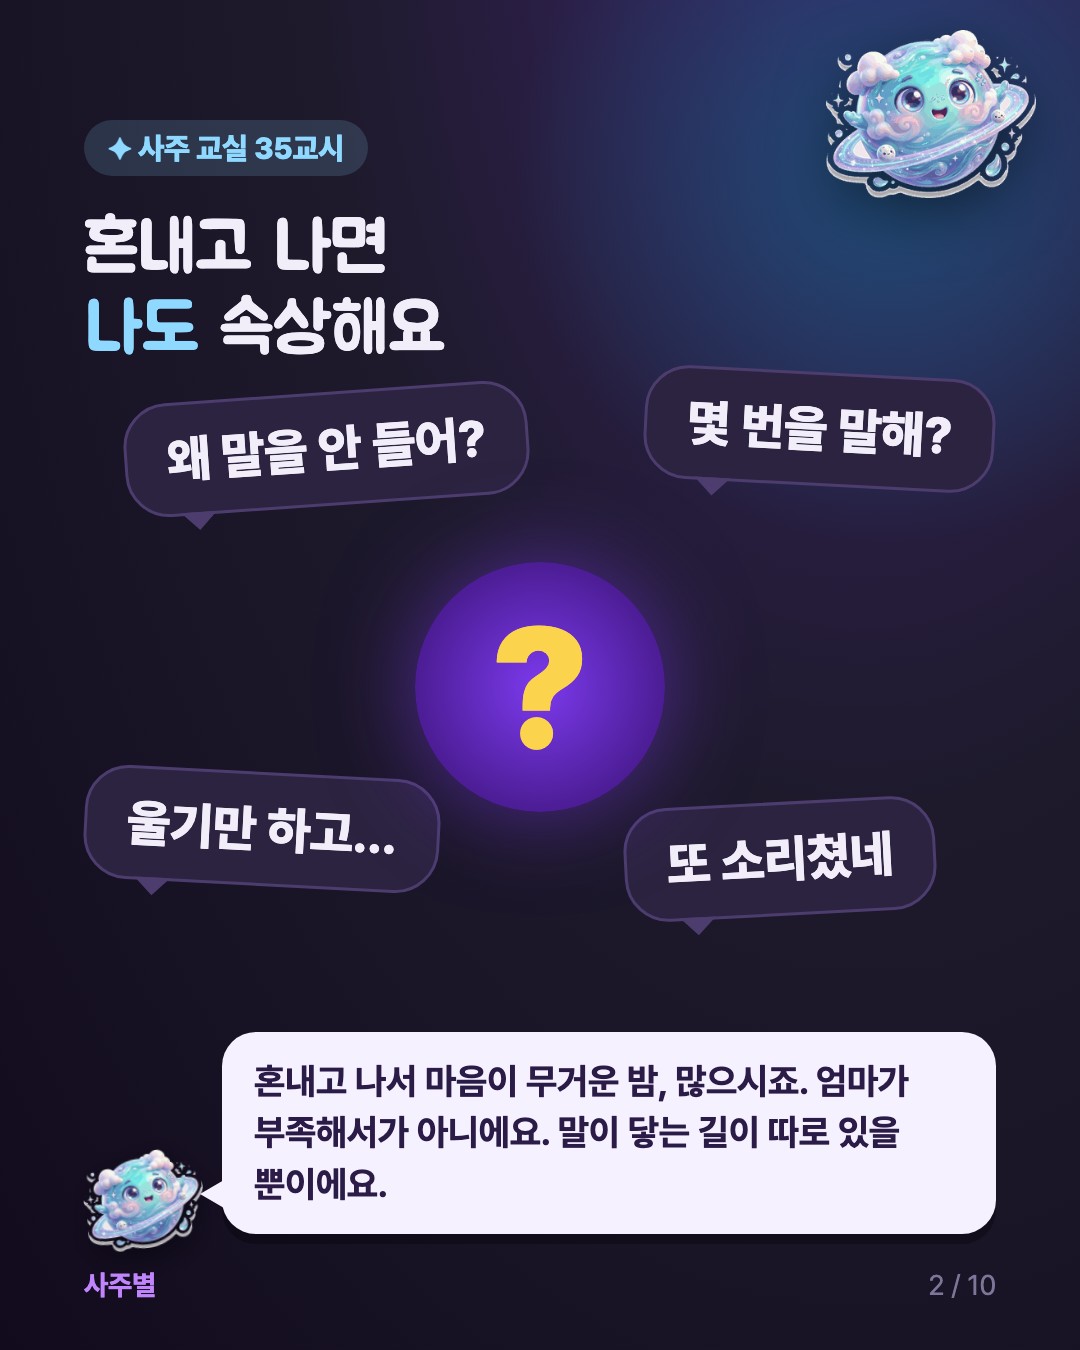 ✦ 사주 교실 35교시
혼내고 나면
나도 속상해요
왜 말을 안 들어?
몇 번을 말해?
?
울기만 하고...
또 소리쳤네
혼내고 나서 마음이 무거운 밤, 많으시죠. 엄마가
부족해서가 아니에요. 말이 닿는 길이 따로 있을
뿐이에요.
사주별
2 / 10